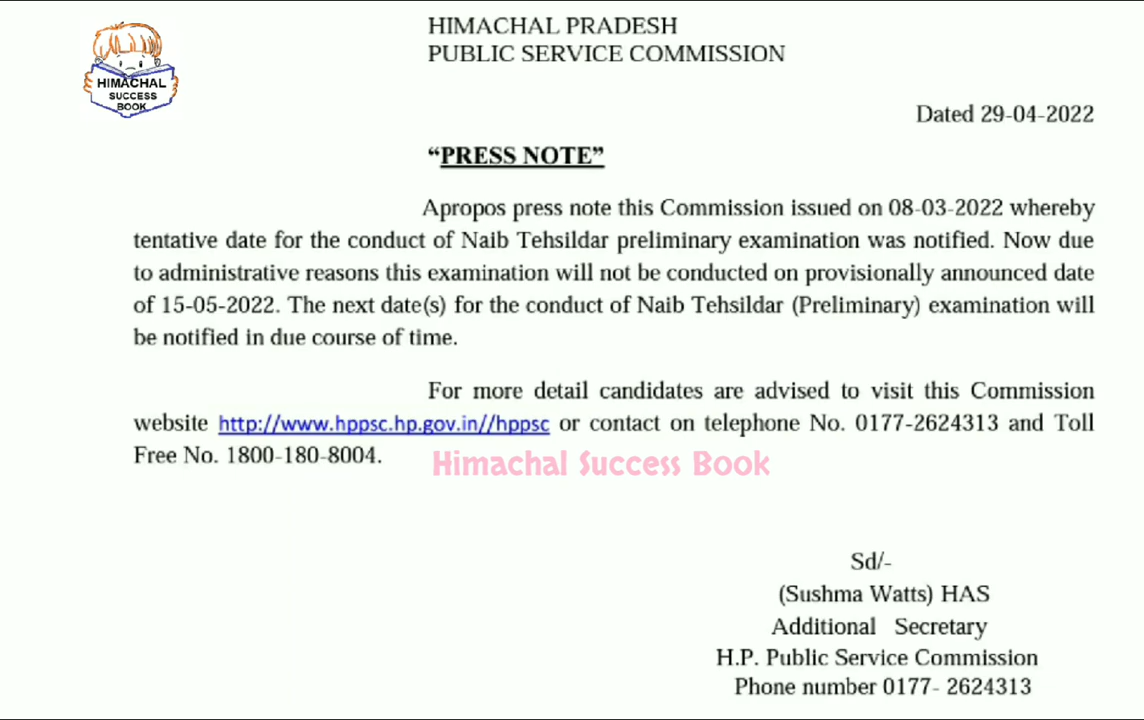 HIMACHAL
SUCCESS
BOOK
HIMACHAL PRADESH
PUBLIC SERVICE COMMISSION
Dated 29-04-2022
“PRESS NOTE”
Apropos press note this Commission issued on 08-03-2022 whereby
tentative date for the conduct of Naib Tehsildar preliminary examination was notified. Now due
to administrative reasons this examination will not be conducted on provisionally announced date
of 15-05-2022. The next date(s) for the conduct of Naib Tehsildar (Preliminary) examination will
be notified in due course of time.
For more detail candidates are advised to visit this Commission
website http://www.hppsc.hp.gov.in//hppsc or contact on telephone No. 0177-2624313 and Toll
Free No. 1800-180-8004.
Himachal Success Book
Sd/-
(Sushma Watts) HAS
Additional Secretary
H.P. Public Service Commission
Phone number 0177- 2624313